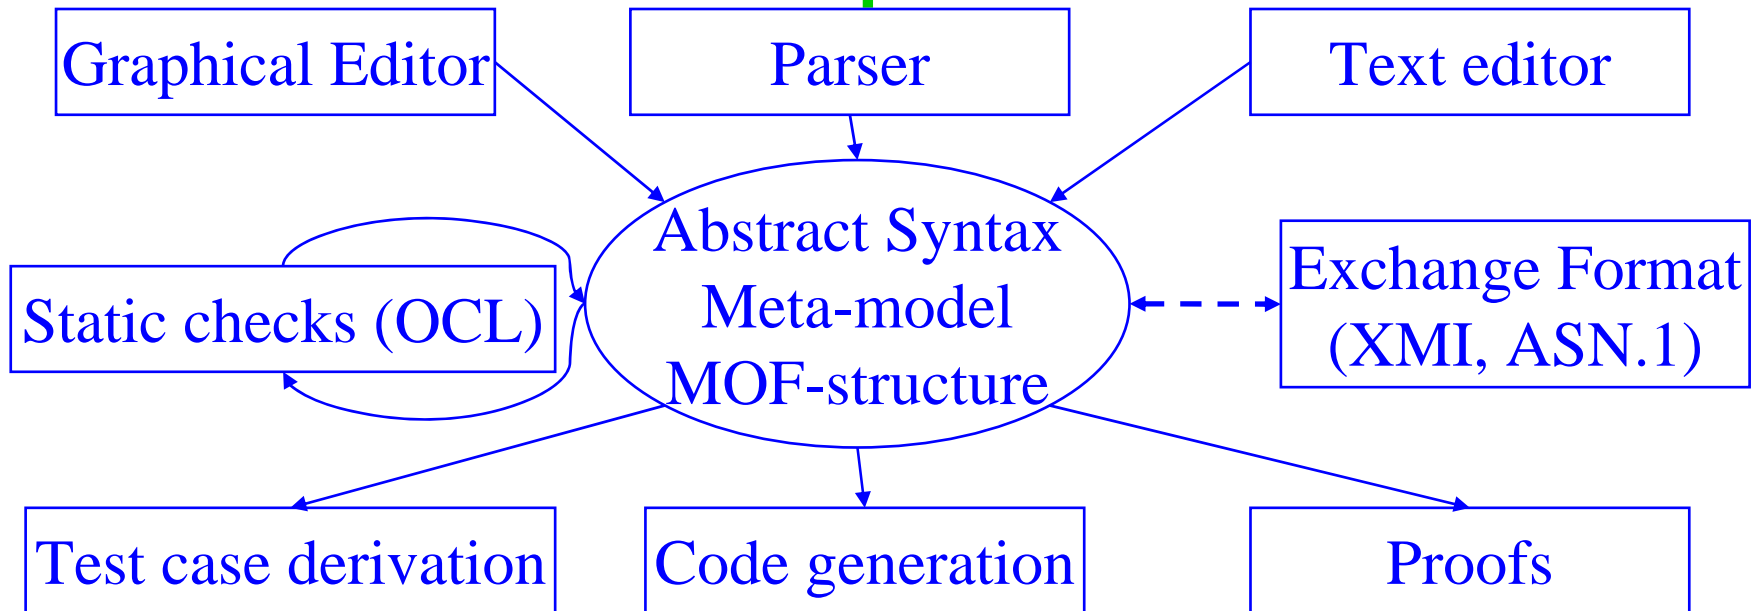 Graphical Editor
Parser
Text editor
Abstract Syntax
Meta-model
MOF-structure
Static checks (OCL)
Exchange Format
(XMI, ASN.1)
Test case derivation
Code generation
Proofs